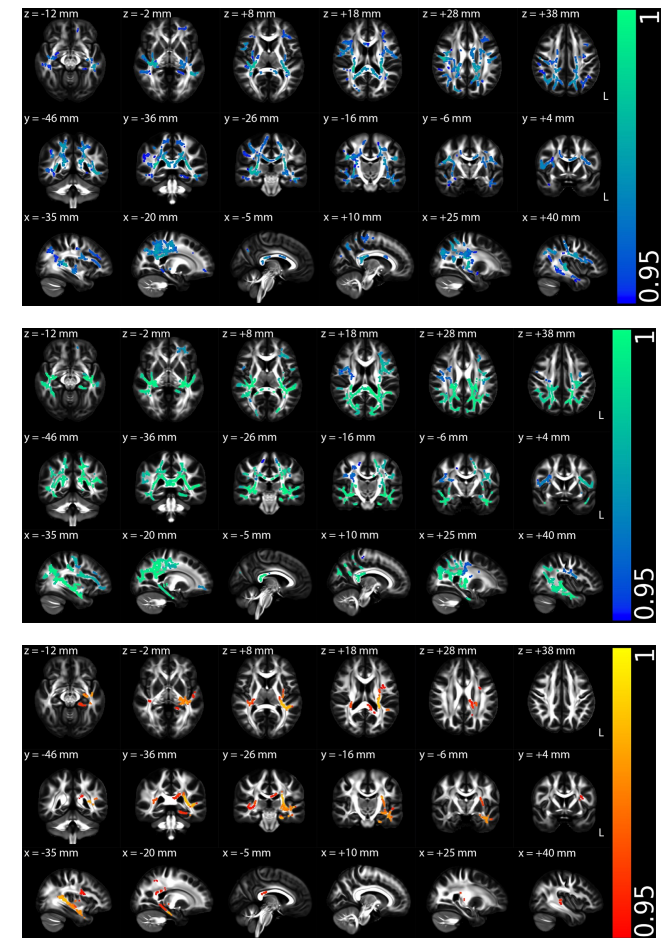 z = -12 mm z = -2 mm z = +8 mm z = +18 mm z = +28 mm z = +38 mm 1
L
y = -46 mm y = -36 mm y = -26 mm y = -16 mm y = -6 mm y = +4 mm
L
x = -35 mm x = -20 mm x = -5 mm x = +10 mm x = +25 mm x = +40 mm
0.95
z = -12 mm z = -2 mm z = +8 mm z = +18 mm z = +28 mm z = +38 mm 1
L
y = -46 mm y = -36 mm y = -26 mm y = -16 mm y = -6 mm y = +4 mm
L
x = -35 mm x = -20 mm x = -5 mm x = +10 mm x = +25 mm x = +40 mm
0.95
z = -12 mm z = -2 mm z = +8 mm z = +18 mm z = +28 mm z = +38 mm 1
L
y = -46 mm y = -36 mm y = -26 mm y = -16 mm y = -6 mm y = +4 mm
L
x = -35 mm x = -20 mm x = -5 mm x = +10 mm x = +25 mm x = +40 mm
0.95